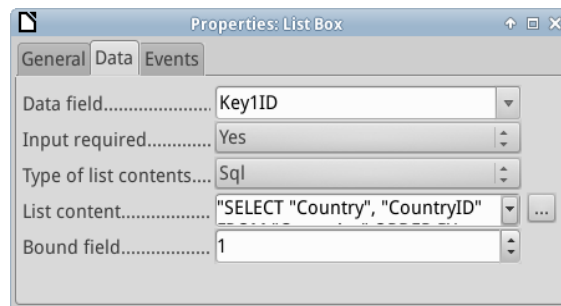 Properties: List Box
General Data Events
Data field...................... Key1ID
Input required............. Yes
Type of list contents.... Sql
List content.................. "SELECT "Country", "CountryID"
...
Bound field................... 1